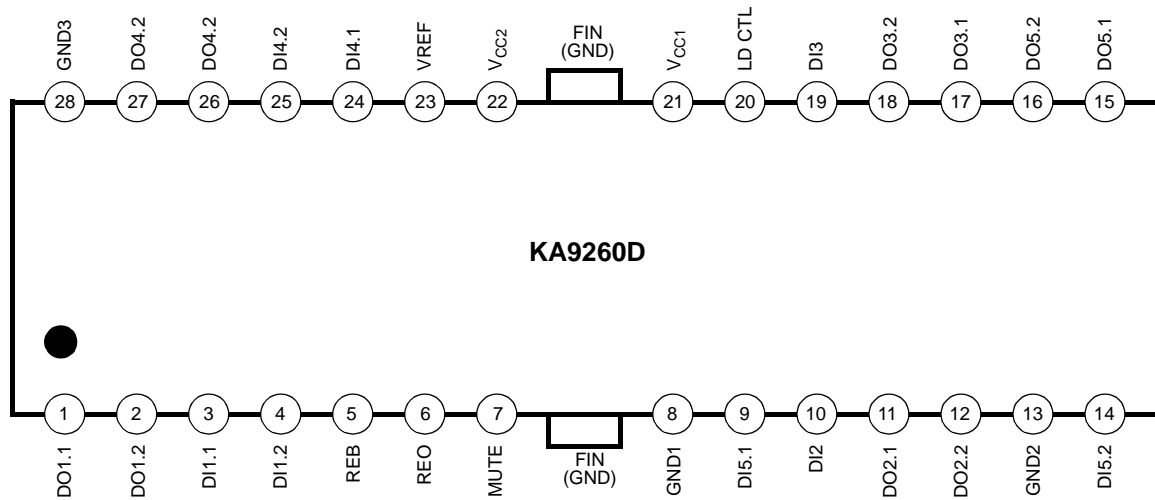 GND3
DO4.2
DO4.2
DI4.2
DI4.1
VREF
VCC2
FIN
(GND)
VCC1
LD CTL
DI3
DO3.2
DO3.1
DO5.2
DO5.1
28
27
26
25
24
23
22
21
20
19
18
17
16
15
KA9260D
1
2
3
4
5
6
7
8
9
10
11
12
13
14
DO1.1
DO1.2
DI1.1
DI1.2
REB
REO
MUTE
FIN
(GND)
GND1
DI5.1
DI2
DO2.1
DO2.2
GND2
DI5.2